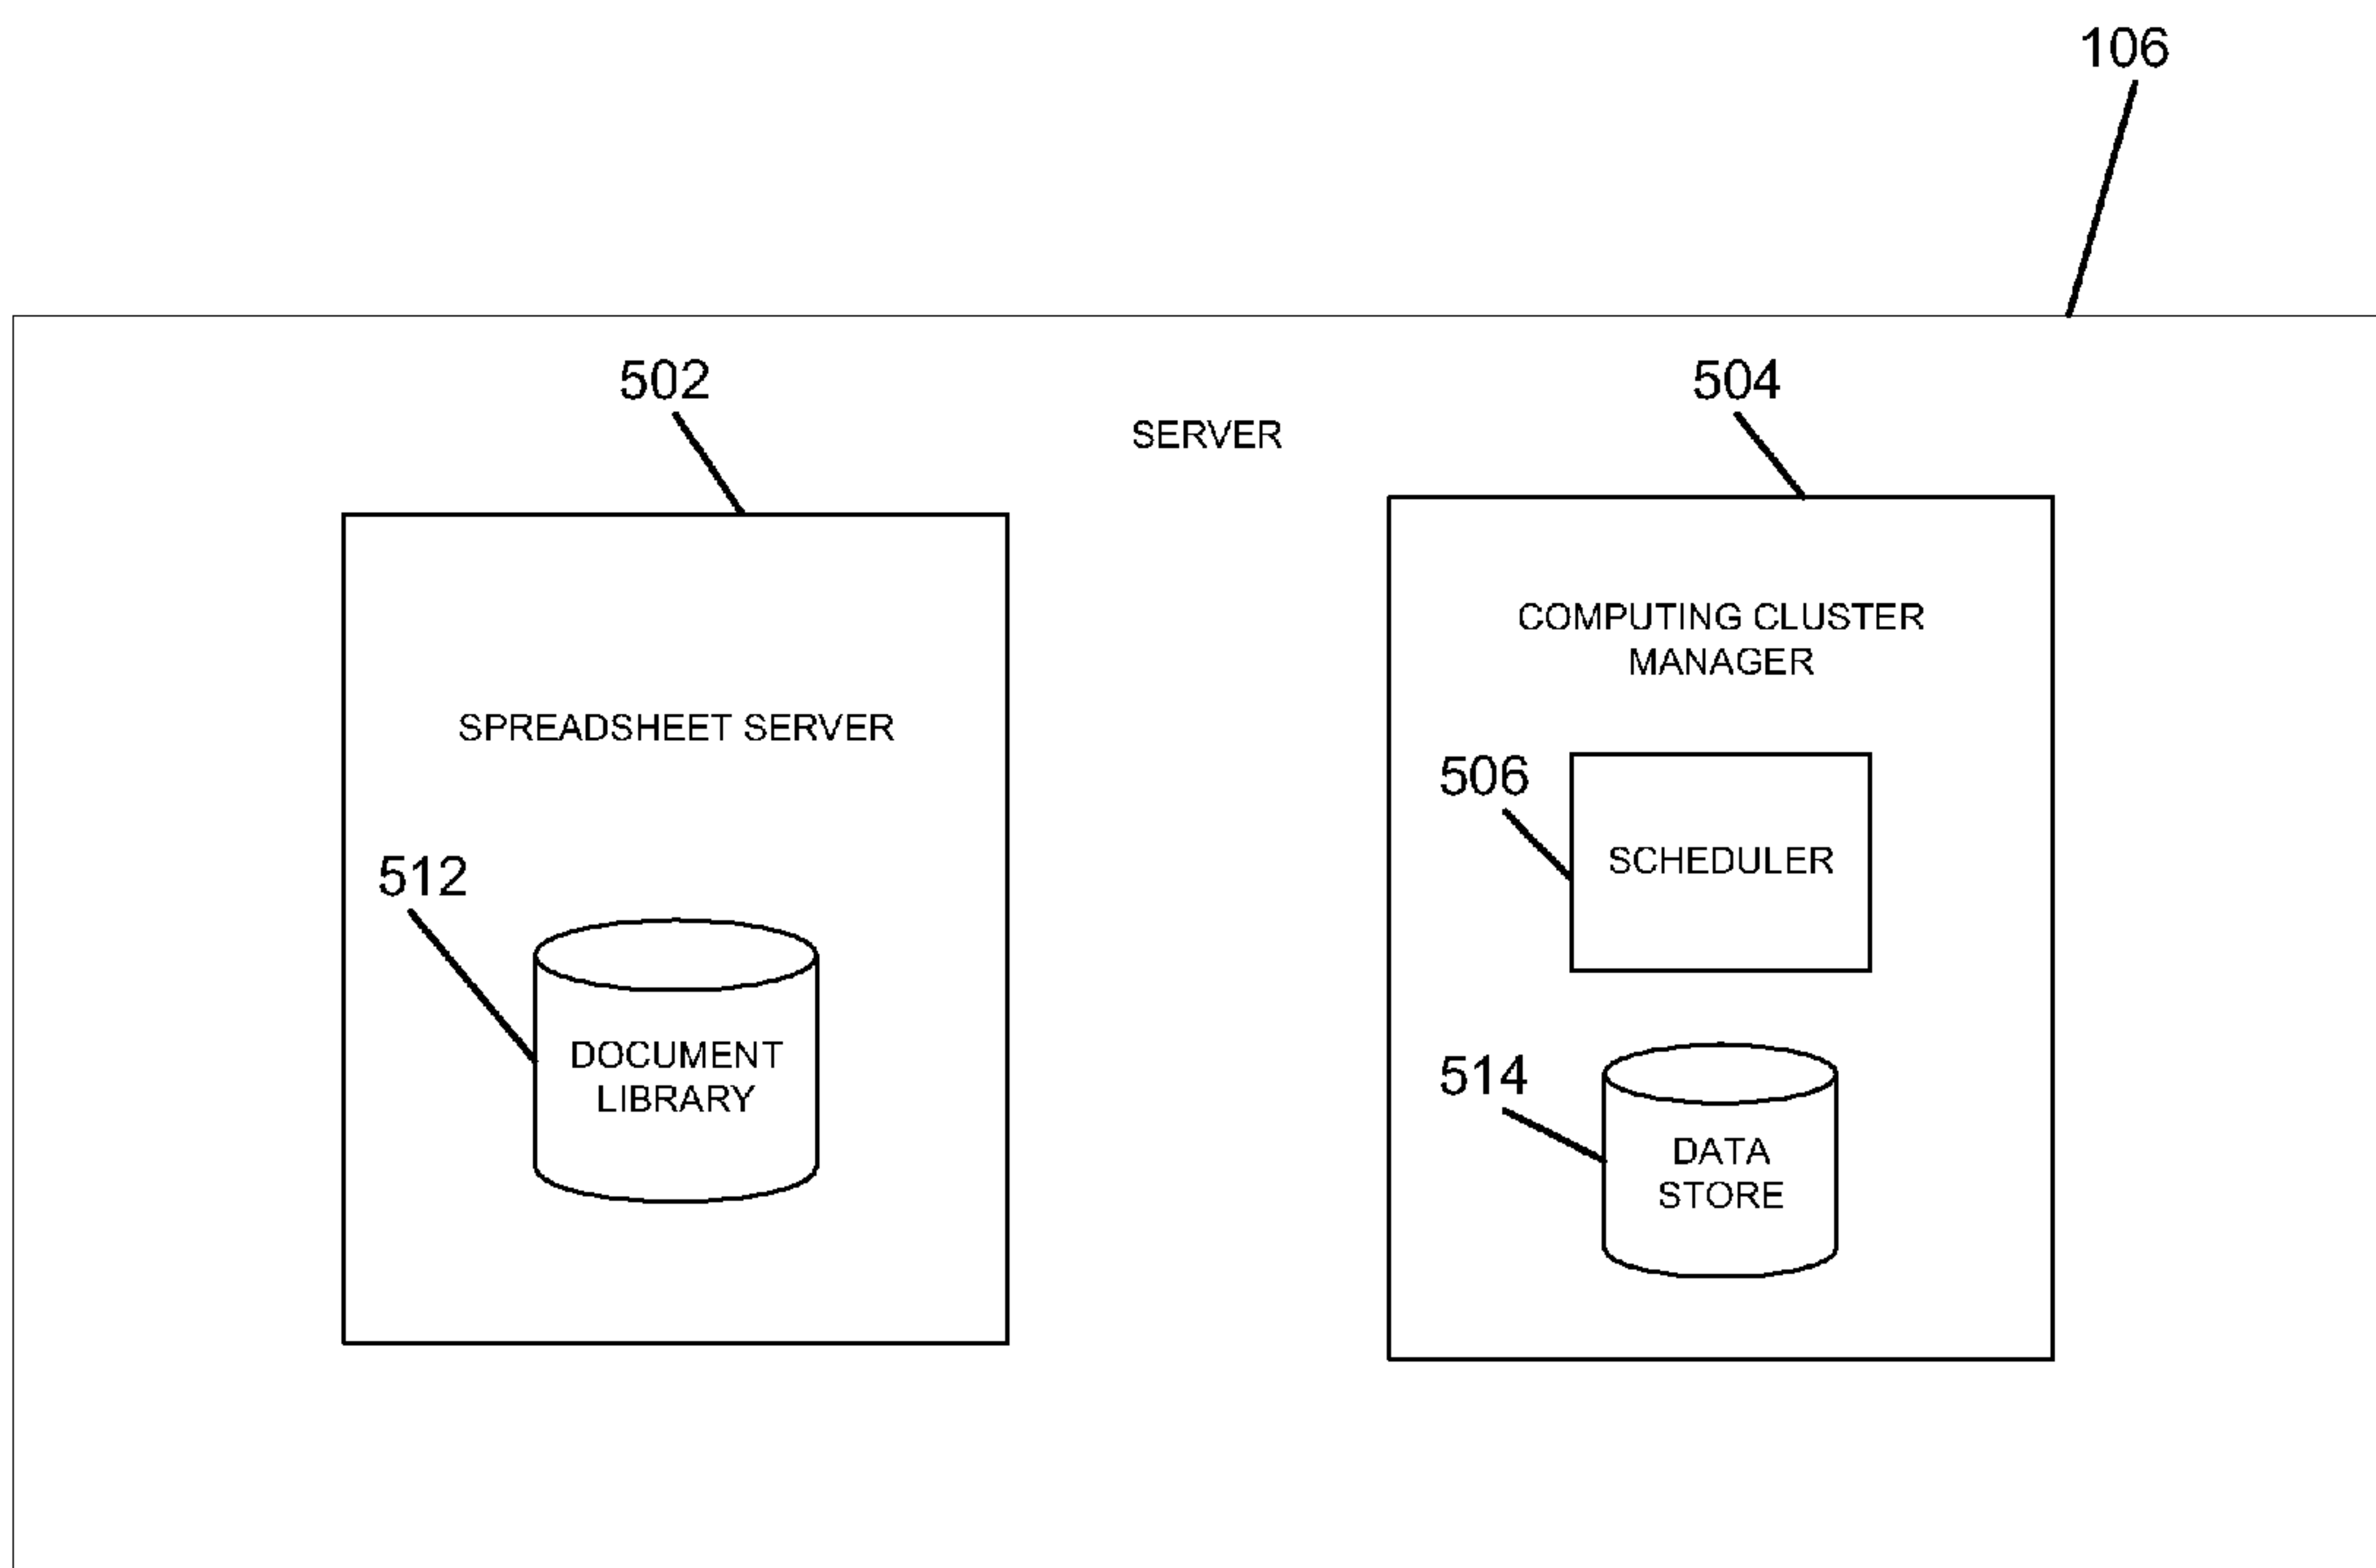 106
502
504
SERVER
COMPUTING CLUSTER
MANAGER
SPREADSHEET SERVER
506
SCHEDULER
512
DOCUMENT
LIBRARY
514
DATA
STORE